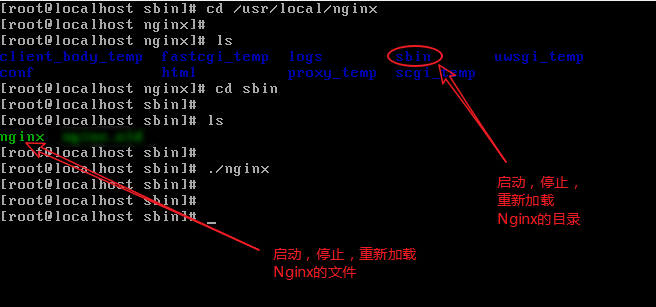 [root@localhost sbin]# cd /usr/local/nginx
[root@localhost nginx]#
[root@localhost nginx]# ls
client_body_temp fastcgi_temp logs sbin uwsgi_temp
conf html proxy_temp scgi_temp
[root@localhost nginx]# cd sbin
[root@localhost sbin]#
[root@localhost sbin]# ls
nginx
[root@localhost sbin]#
[root@localhost sbin]# ./nginx
[root@localhost sbin]#
[root@localhost sbin]#
[root@localhost sbin]# _
启动，停止，
重新加载
Nginx的目录
启动，停止，重新加载
Nginx的文件